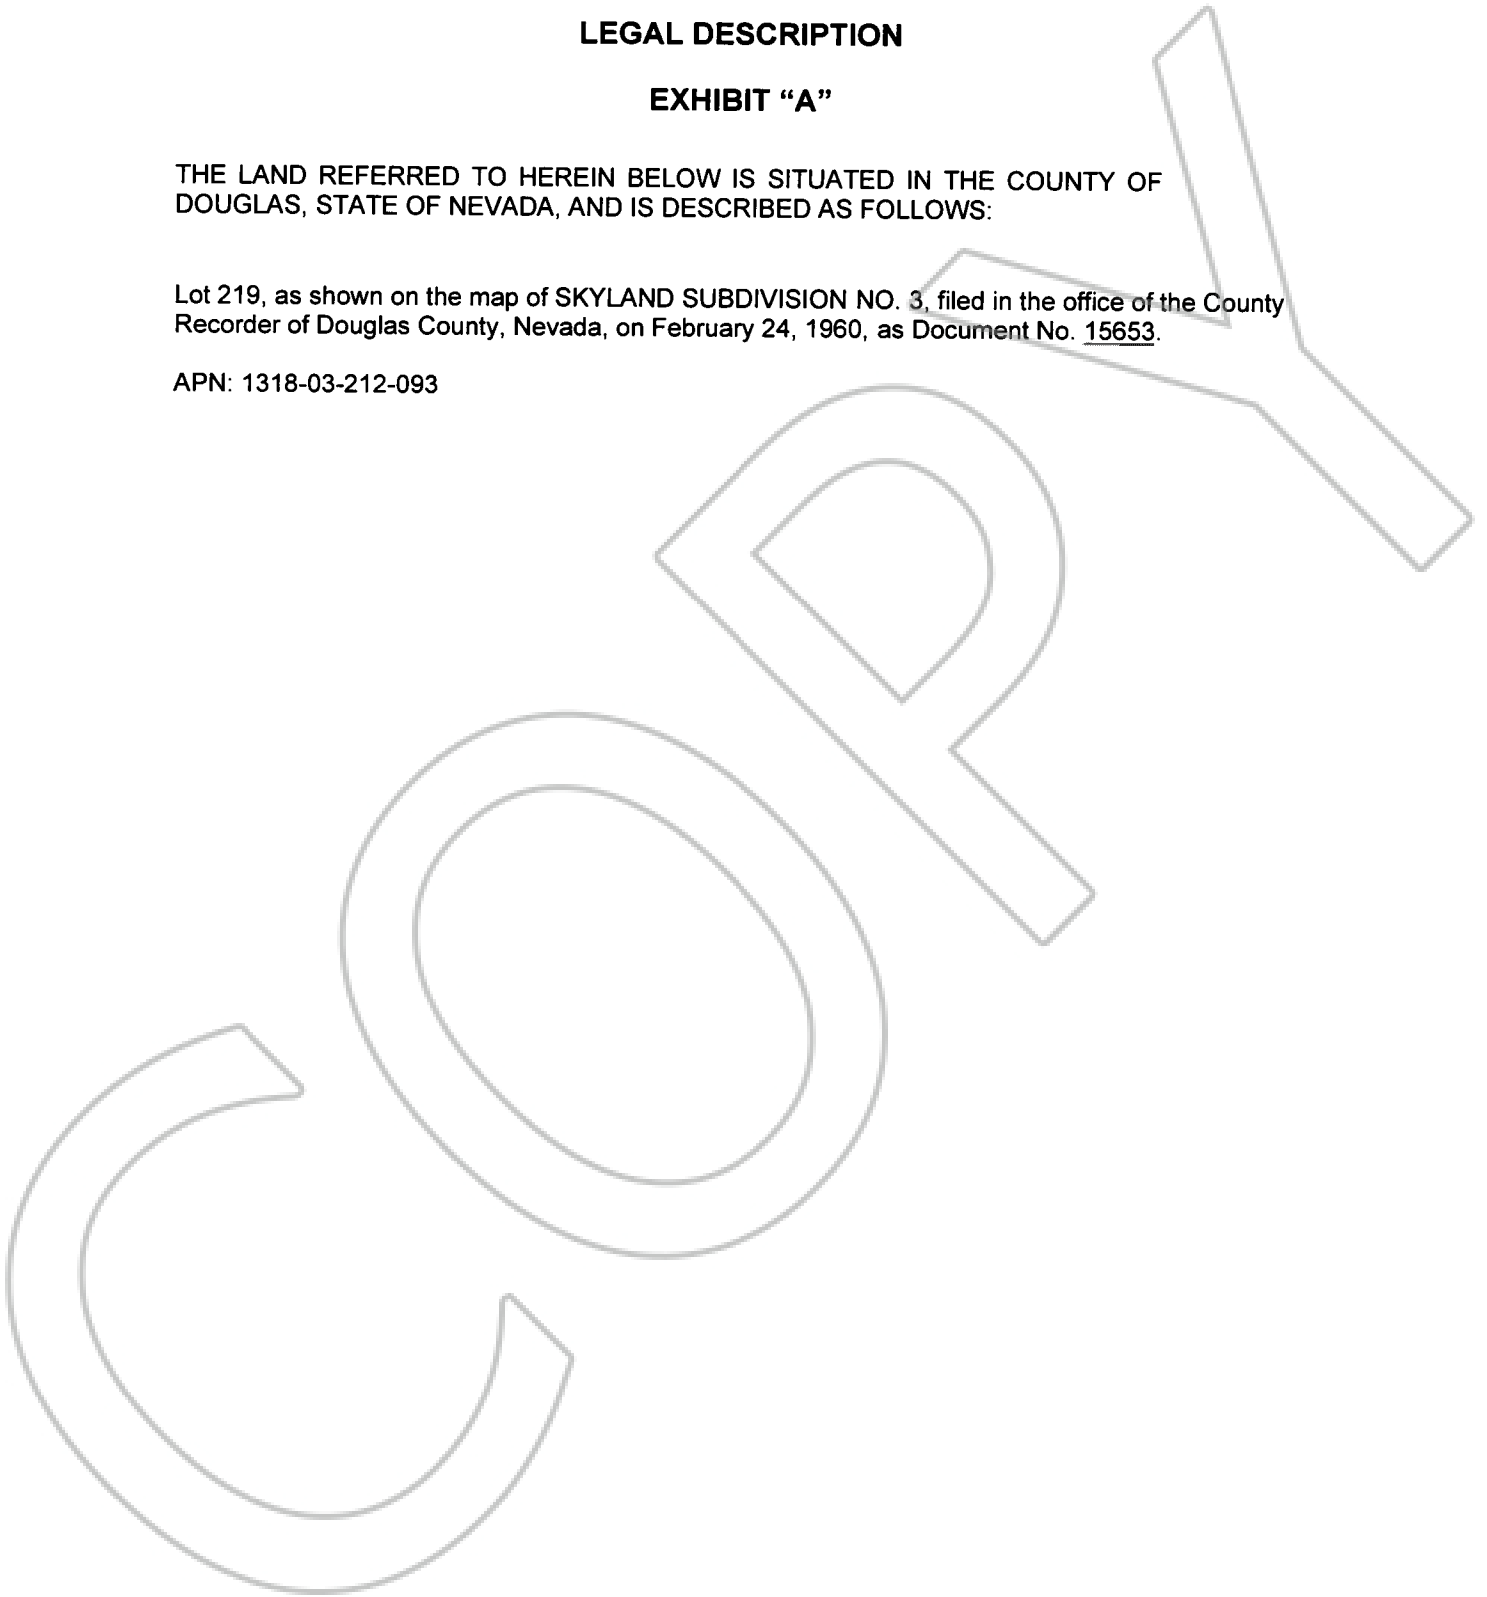 LEGAL DESCRIPTION
EXHIBIT “A”
THE LAND REFERRED TO HEREIN BELOW IS SITUATED IN THE COUNTY OF
DOUGLAS, STATE OF NEVADA, AND IS DESCRIBED AS FOLLOWS:
Lot 219, as shown on the map of SKYLAND SUBDIVISION NO. 3, filed in the office of the County
Recorder of Douglas County, Nevada, on February 24, 1960, as Document No. 15653.
APN: 1318-03-212-093
COPY